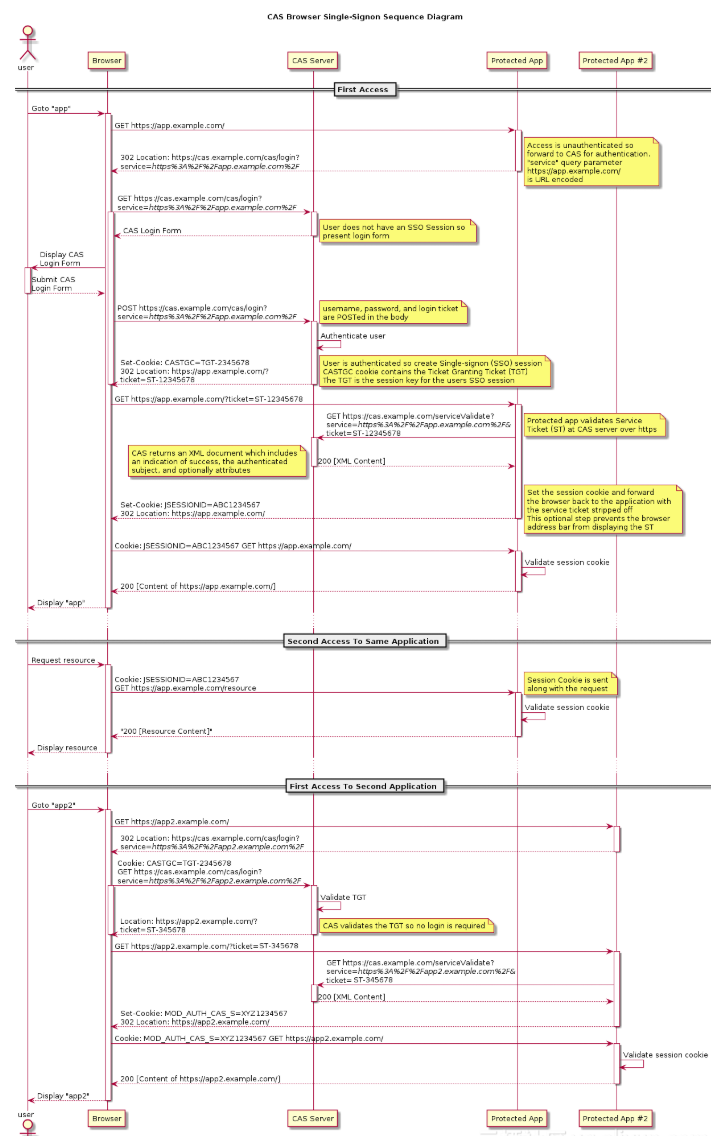 CAS Browser Single-Signon Sequence Diagram
user
Browser
CAS Server
Protected App
Protected App #2
First Access
Goto "app"
GET https://app.example.com/
Access is unauthenticated so
forward to CAS for authentication.
"service" query parameter
https://app.example.com/
is URL encoded
302 Location: https://cas.example.com/cas/login?
service=https%3A%2F%2Fapp.example.com%2F
GET https://cas.example.com/cas/login?
service=https%3A%2F%2Fapp.example.com%2F
User does not have an SSO Session so
present login form
CAS Login Form
Display CAS
Login Form
Submit CAS
Login Form
POST https://cas.example.com/cas/login?
service=https%3A%2F%2Fapp.example.com%2F
username, password, and login ticket
are POSTed in the body
Authenticate user
Set-Cookie: CASTGC=TGT-2345678
302 Location: https://app.example.com/?
ticket=ST-12345678
User is authenticated so create Single-signon (SSO) session
CASTGC cookie contains the Ticket Granting Ticket (TGT)
The TGT is the session key for the users SSO session
GET https://app.example.com/?ticket=ST-12345678
GET https://cas.example.com/serviceValidate?
service=https%3A%2F%2Fapp.example.com%2F&
ticket=ST-12345678
Protected app validates Service
Ticket (ST) at CAS server over https
CAS returns an XML document which includes
an indication of success, the authenticated
subject, and optionally attributes
200 [XML Content]
Set the session cookie and forward
the browser back to the application with
the service ticket stripped off
This optional step prevents the browser
address bar from displaying the ST
Set-Cookie: JSESSIONID=ABC1234567
302 Location: https://app.example.com/
Cookie: JSESSIONID=ABC1234567 GET https://app.example.com/
Validate session cookie
200 [Content of https://app.example.com/]
Display "app"
Second Access To Same Application
Request resource
Cookie: JSESSIONID=ABC1234567
GET https://app.example.com/resource
Session Cookie is sent
along with the request
Validate session cookie
"200 [Resource Content]"
Display resource
First Access To Second Application
Goto "app2"
GET https://app2.example.com/
302 Location: https://cas.example.com/cas/login?
service=https%3A%2F%2Fapp2.example.com%2F
Cookie: CASTGC=TGT-2345678
GET https://cas.example.com/cas/login?
service=https%3A%2F%2Fapp2.example.com%2F
Validate TGT
Location: https://app2.example.com/?
ticket=ST-345678
CAS validates the TGT so no login is required
GET https://app2.example.com/?ticket=ST-345678
GET https://cas.example.com/serviceValidate?
service=https%3A%2F%2Fapp2.example.com%2F&
ticket= ST-345678
200 [XML Content]
Set-Cookie: MOD_AUTH_CAS_S=XYZ1234567
302 Location: https://app2.example.com/
Cookie: MOD_AUTH_CAS_S=XYZ1234567 GET https://app2.example.com/
Validate session cookie
200 [Content of https://app2.example.com/]
Display "app2"
user
Browser
CAS Server
Protected App
Protected App #2